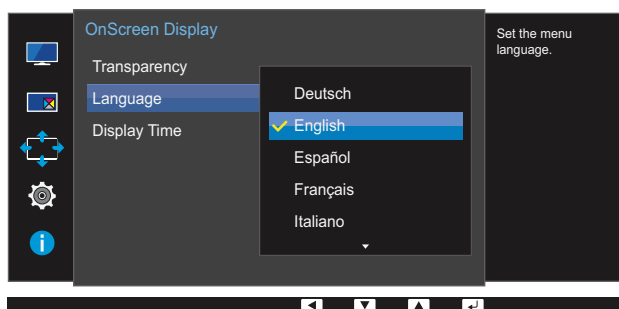 OnScreen Display
Transparency
Language
Display Time
Deutsch
English
Español
Français
Italiano
Set the menu
language.